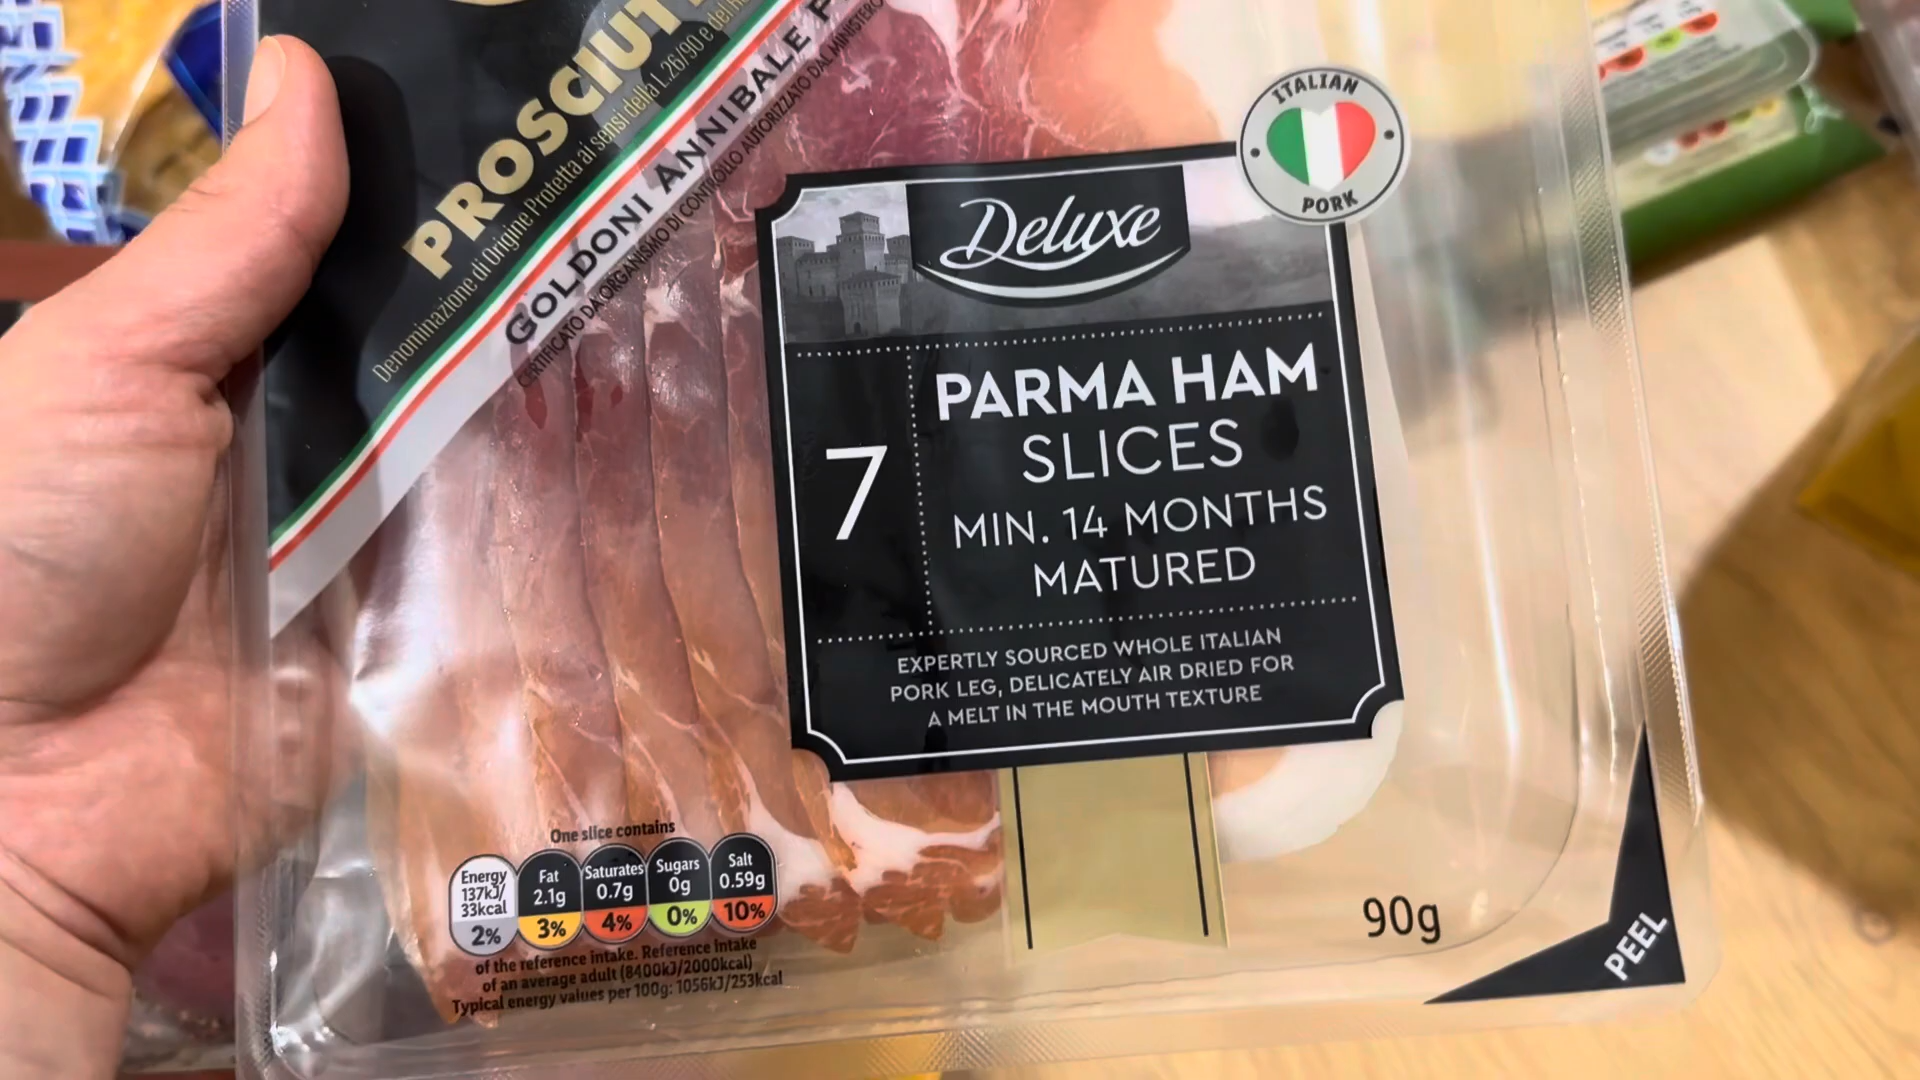 PROSCIUT
Denominazione di Origine Protetta ai sensi della L.26/90 e del
GOLDONI ANNIBALE
CERTIFICATO DA ORGANISMO DI CONTROLLO AUTORIZZATO DAL MINISTERO
ITALIAN
PORK
Deluxe
7
PARMA HAM
SLICES
MIN. 14 MONTHS
MATURED
EXPERTLY SOURCED WHOLE ITALIAN
PORK LEG, DELICATELY AIR DRIED FOR
A MELT IN THE MOUTH TEXTURE
One slice contains
Energy 137kJ/ 33kcal 2%
Fat 2.1g 3%
Saturates 0.7g 4%
Sugars 0g 0%
Salt 0.59g 10%
of the reference intake. Reference intake
of an average adult (8400kJ/2000kcal)
Typical energy values per 100g: 1056kJ/253kcal
90g
PEEL